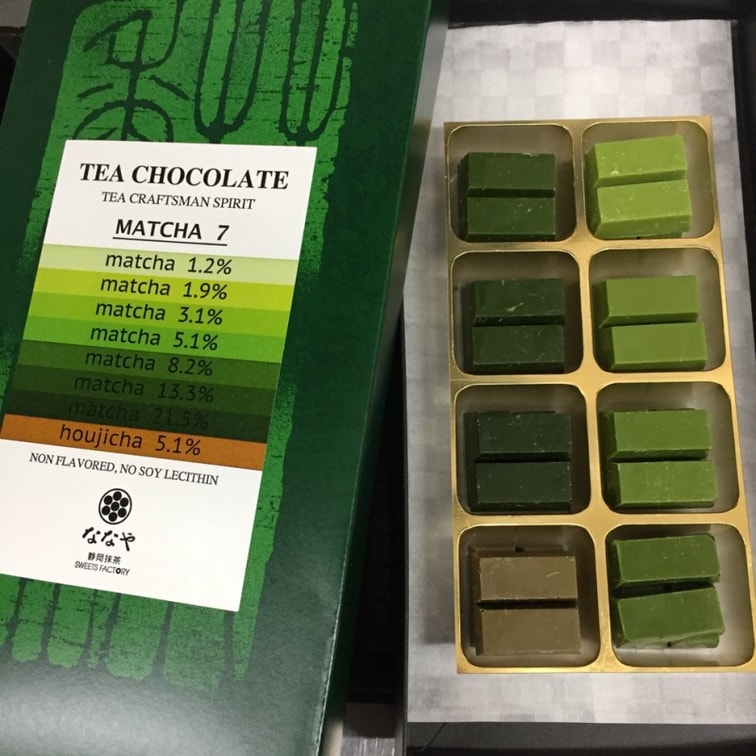 TEA CHOCOLATE
TEA CRAFTSMAN SPIRIT
MATCHA 7
matcha 1.2%
matcha 1.9%
matcha 3.1%
matcha 5.1%
matcha 8.2%
matcha 13.3%
matcha 21.5%
houjicha 5.1%
NON FLAVORED, NO SOY LECITHIN
ななや
静岡抹茶
SWEETS FACTORY